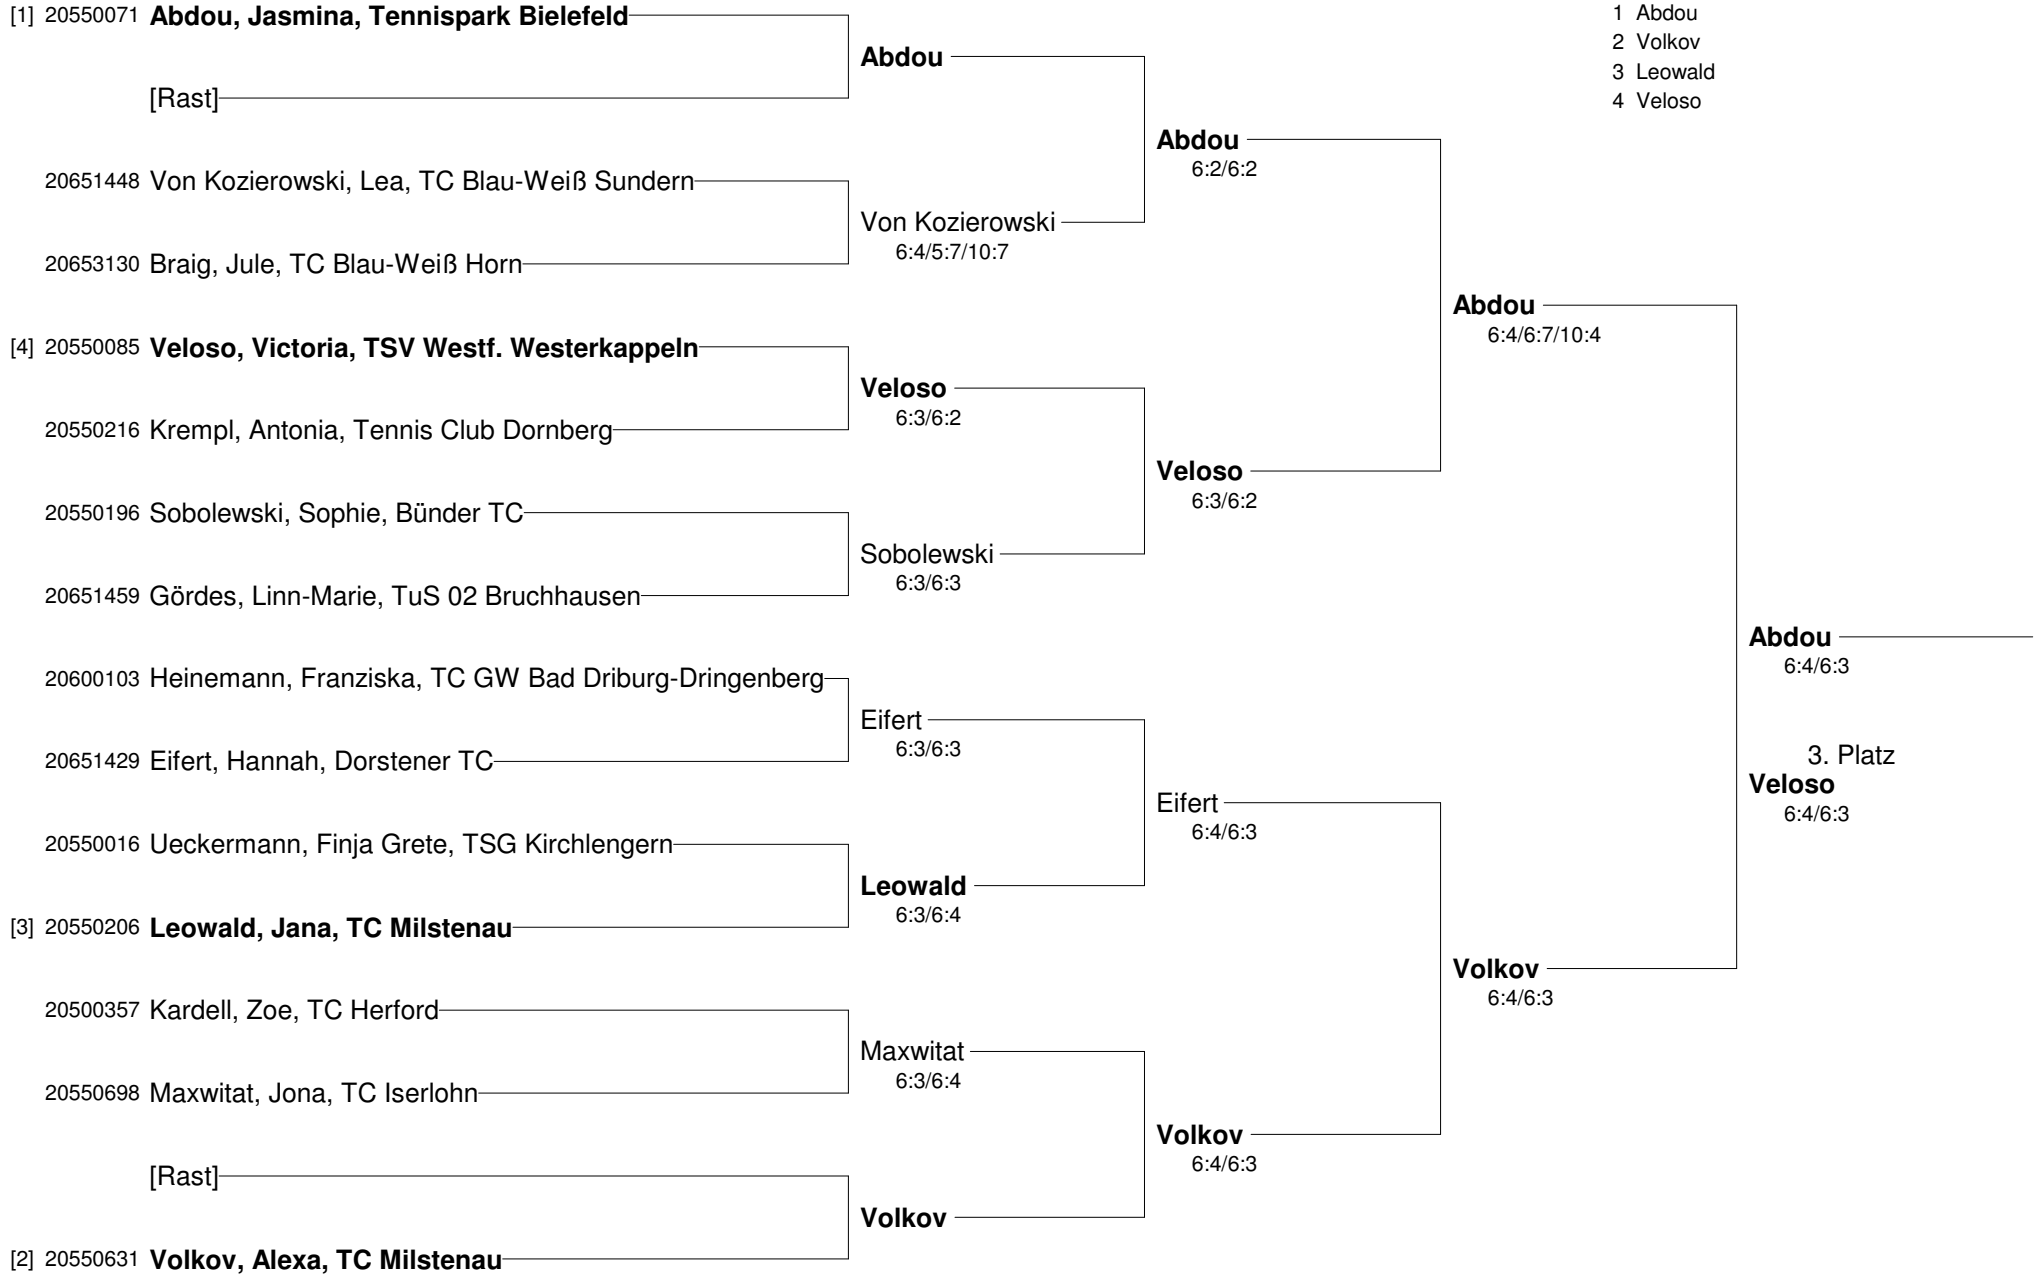 [1] 20550071 Abdou, Jasmina, Tennispark Bielefeld
[Rast]
20651448 Von Kozierowski, Lea, TC Blau-Weiß Sundern
20653130 Braig, Jule, TC Blau-Weiß Horn
[4] 20550085 Veloso, Victoria, TSV Westf. Westerkappeln
20550216 Krempl, Antonia, Tennis Club Dornberg
20550196 Sobolewski, Sophie, Bünder TC
20651459 Gördes, Linn-Marie, TuS 02 Bruchhausen
20600103 Heinemann, Franziska, TC GW Bad Driburg-Dringenberg
20651429 Eifert, Hannah, Dorstener TC
20550016 Ueckermann, Finja Grete, TSG Kirchlengern
[3] 20550206 Leowald, Jana, TC Milstenau
20500357 Kardell, Zoe, TC Herford
20550698 Maxwitat, Jona, TC Iserlohn
[Rast]
[2] 20550631 Volkov, Alexa, TC Milstenau
Abdou
Von Kozierowski
6:4/5:7/10:7
Veloso
6:3/6:2
Sobolewski
6:3/6:3
Eifert
6:3/6:3
Leowald
6:3/6:4
Maxwitat
6:3/6:4
Volkov
Abdou
6:2/6:2
Veloso
6:3/6:2
Eifert
6:4/6:3
Volkov
6:4/6:3
Abdou
6:4/6:7/10:4
Volkov
6:4/6:3
Abdou
6:4/6:3
3. Platz
Veloso
6:4/6:3
1 Abdou
2 Volkov
3 Leowald
4 Veloso